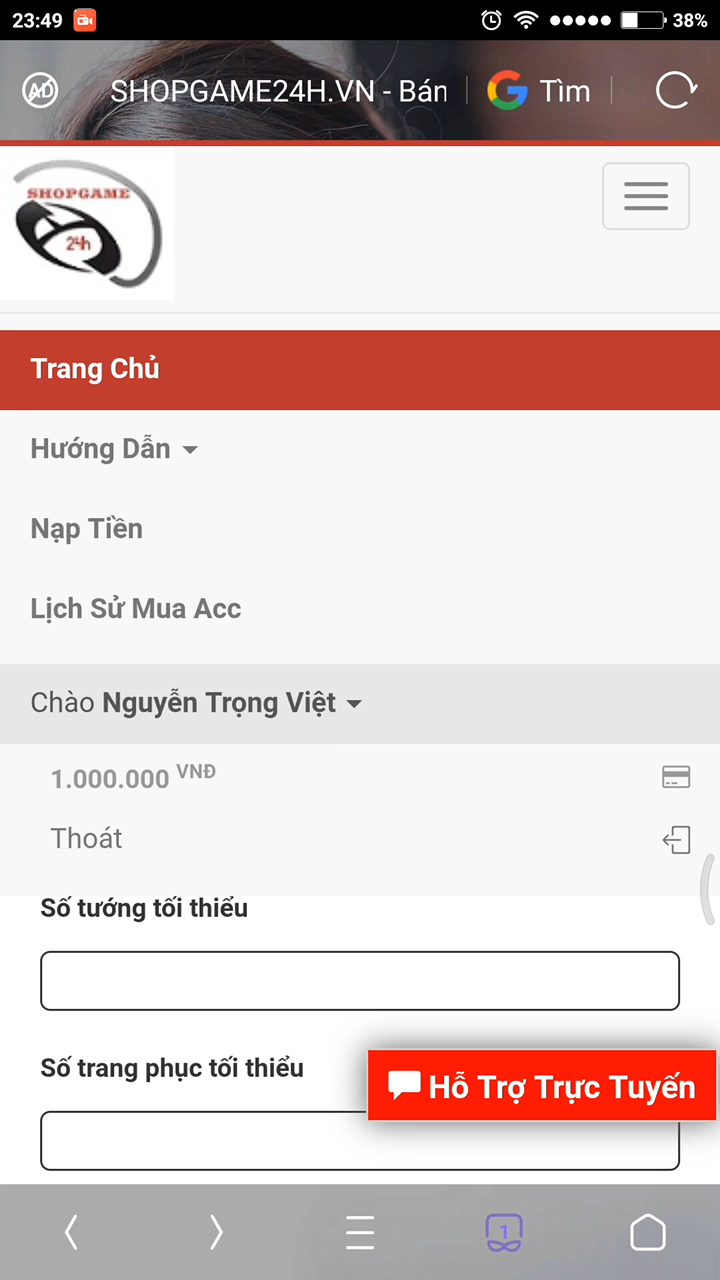 23:49
38%
AD
SHOPGAME24H.VN - Bán
Tìm
SHOPGAME
24h
Trang Chủ
Hướng Dẫn
Nạp Tiền
Lịch Sử Mua Acc
Chào Nguyễn Trọng Việt
1.000.000 VNĐ
Thoát
Số tướng tối thiểu
Số trang phục tối thiểu
Hỗ Trợ Trực Tuyến
1